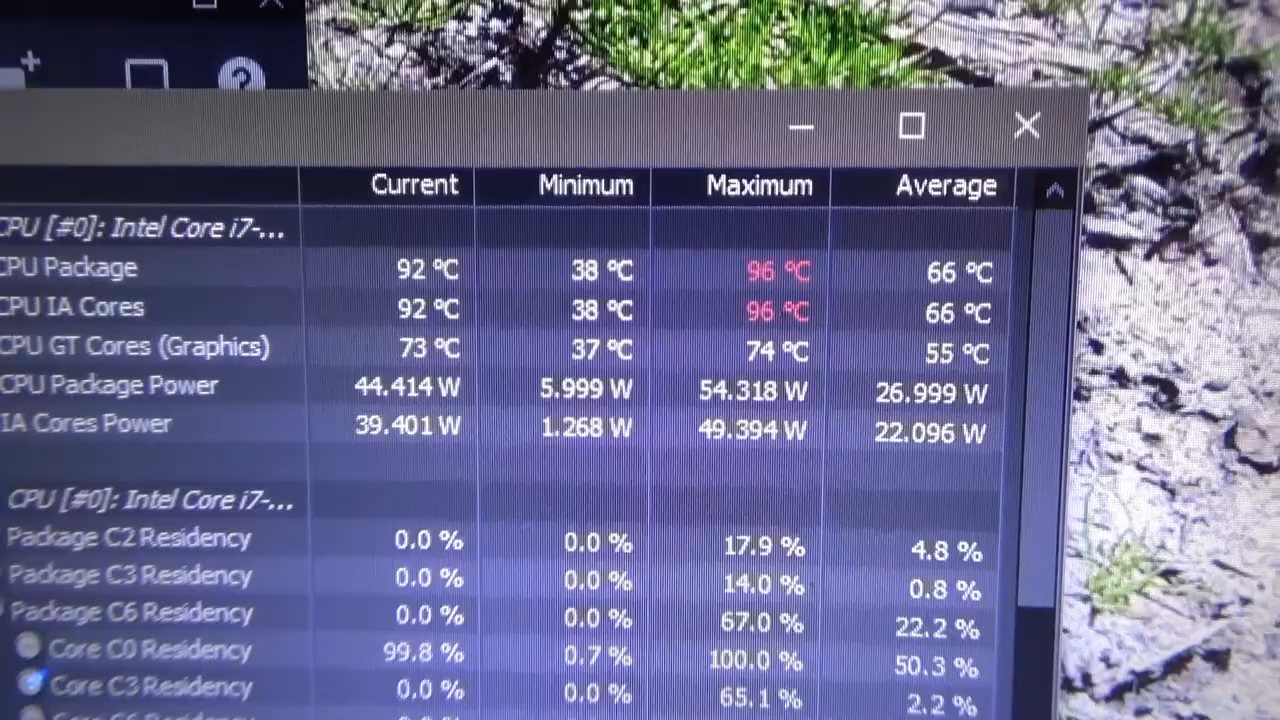 ?
Current Minimum Maximum Average
CPU [#0]: Intel Core i7-...
CPU Package 92 °C 38 °C 96 °C 66 °C
CPU IA Cores 92 °C 38 °C 96 °C 66 °C
CPU GT Cores (Graphics) 73 °C 37 °C 74 °C 55 °C
CPU Package Power 44.414 W 5.999 W 54.318 W 26.999 W
IA Cores Power 39.401 W 1.268 W 49.394 W 22.096 W
CPU [#0]: Intel Core i7-...
Package C2 Residency 0.0 % 0.0 % 17.9 % 4.8 %
Package C3 Residency 0.0 % 0.0 % 14.0 % 0.8 %
Package C6 Residency 0.0 % 0.0 % 67.0 % 22.2 %
Core C0 Residency 99.8 % 0.7 % 100.0 % 50.3 %
Core C3 Residency 0.0 % 0.0 % 65.1 % 2.2 %